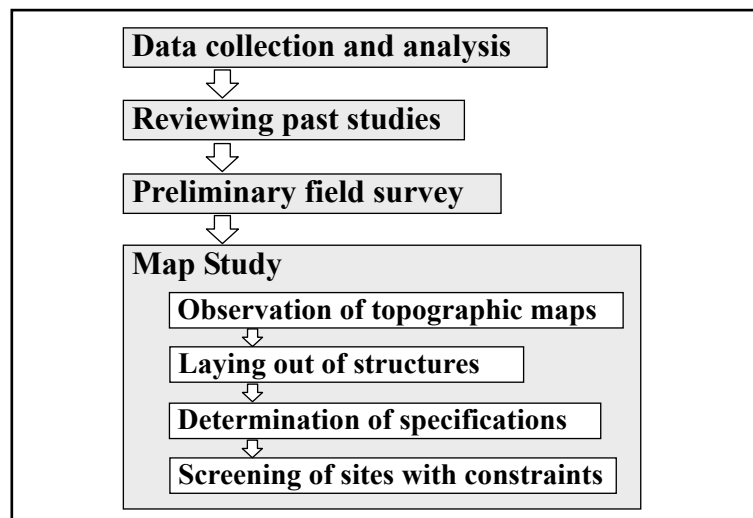 Data collection and analysis
Reviewing past studies
Preliminary field survey
Map Study
Observation of topographic maps
Laying out of structures
Determination of specifications
Screening of sites with constraints